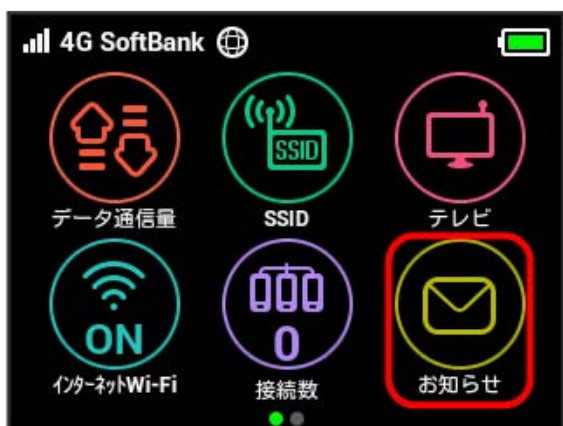 4G SoftBank
SSID
データ通信量
SSID
テレビ
ON
0
インターネットWi-Fi
接続数
お知らせ